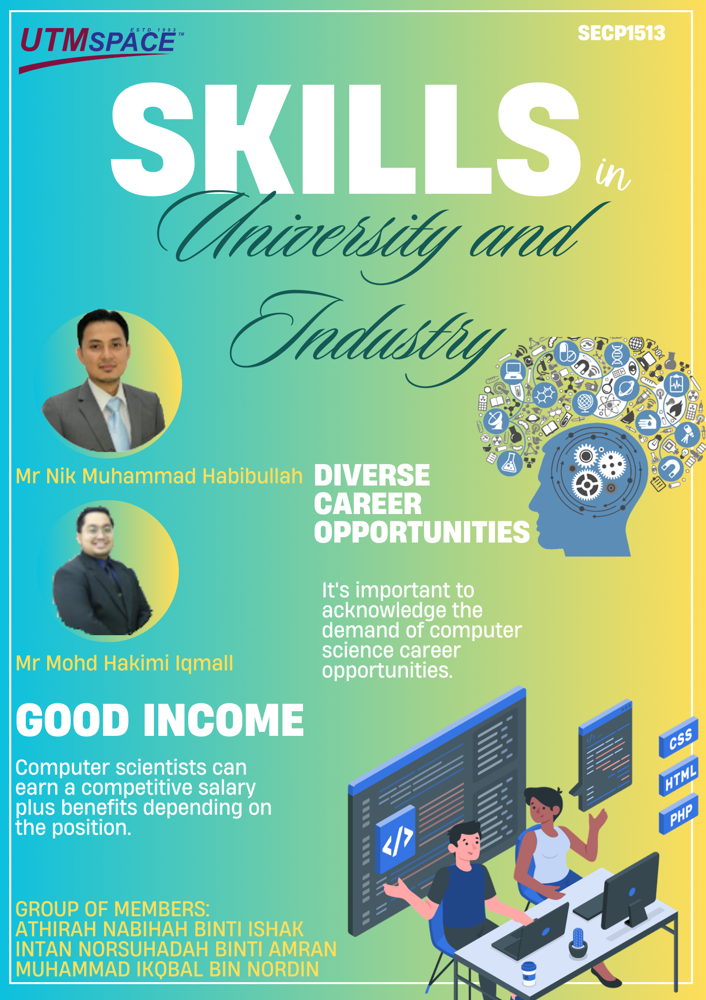 ESTD 1993
UTMSPACE™
SECP1513
SKILLS in
University and
Industry
Mr Nik Muhammad Habibullah
DIVERSE
CAREER
OPPORTUNITIES
It's important to
acknowledge the
demand of computer
science career
opportunities.
Mr Mohd Hakimi Iqmall
GOOD INCOME
Computer scientists can
earn a competitive salary
plus benefits depending on
the position.
</> ...
CSS
HTML
PHP
</>
GROUP OF MEMBERS:
ATHIRAH NABIHAH BINTI ISHAK
INTAN NORSUHADAH BINTI AMRAN
MUHAMMAD IKQBAL BIN NORDIN